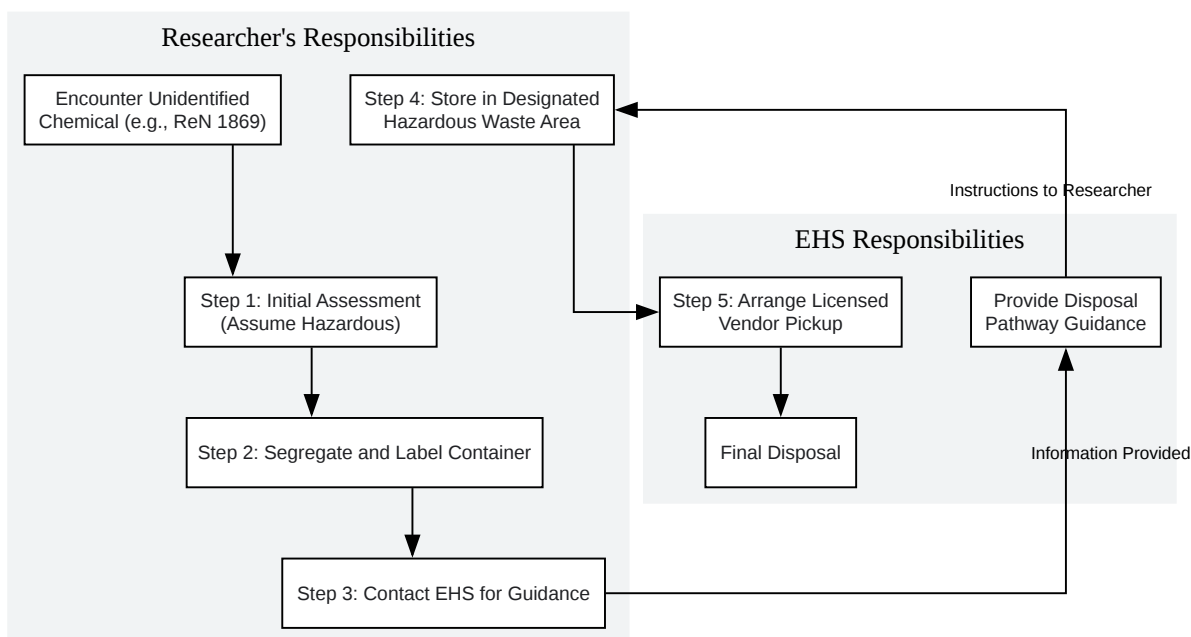 Researcher's Responsibilities
Encounter Unidentified
Chemical (e.g., ReN 1869)
Step 4: Store in Designated
Hazardous Waste Area
Instructions to Researcher
EHS Responsibilities
Step 1: Initial Assessment
(Assume Hazardous)
Step 5: Arrange Licensed
Vendor Pickup
Provide Disposal
Pathway Guidance
Step 2: Segregate and Label Container
Final Disposal
Information Provided
Step 3: Contact EHS for Guidance